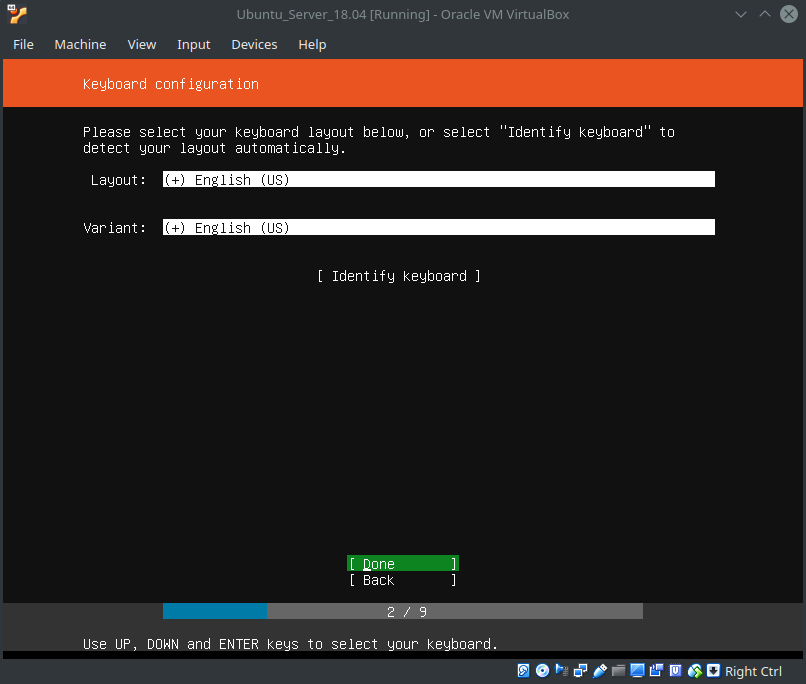 Ubuntu_Server_18.04 [Running] - Oracle VM VirtualBox
File Machine View Input Devices Help
Keyboard configuration
Please select your keyboard layout below, or select "Identify keyboard" to
detect your layout automatically.
Layout: (+) English (US)
Variant: (+) English (US)
[ Identify keyboard ]
[ Done ]
[ Back ]
2 / 9
Use UP, DOWN and ENTER keys to select your keyboard.
Right Ctrl